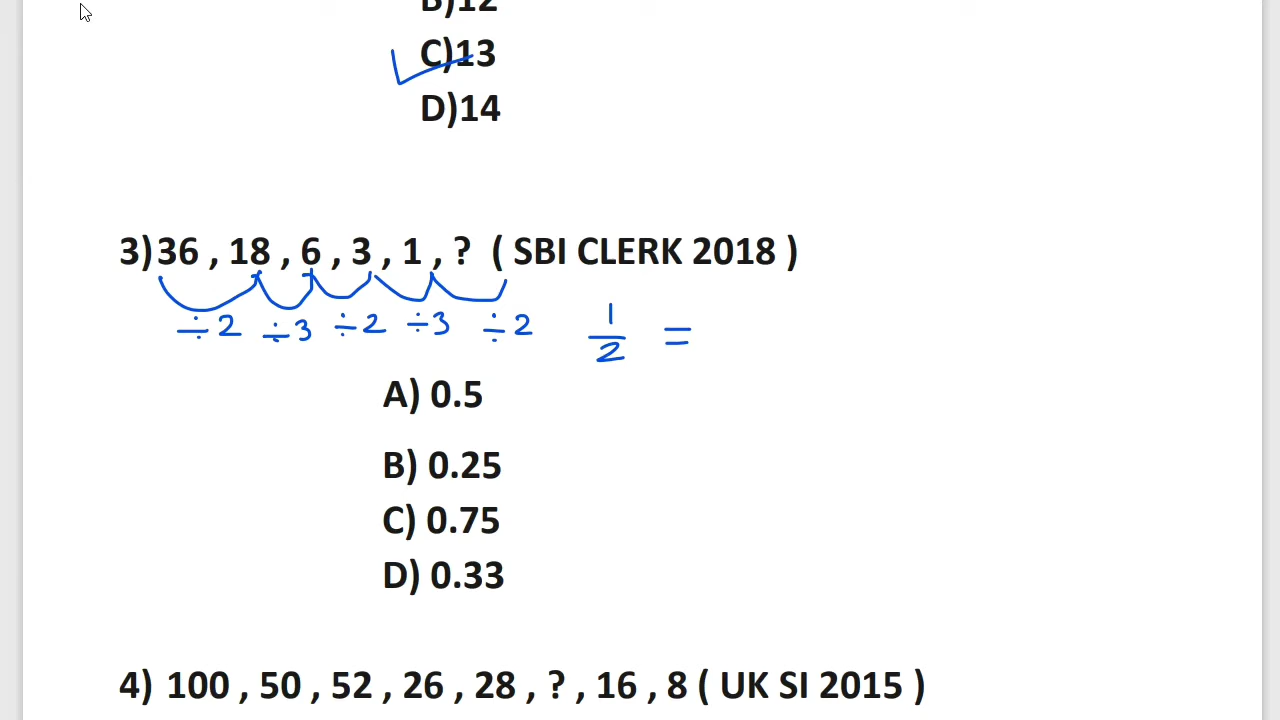 B)12
C)13
D)14
3)36 , 18 , 6 , 3 , 1 , ? ( SBI CLERK 2018 )
÷2 ÷3 ÷2 ÷3 ÷2 1/2 =
A) 0.5
B) 0.25
C) 0.75
D) 0.33
4) 100 , 50 , 52 , 26 , 28 , ? , 16 , 8 ( UK SI 2015 )